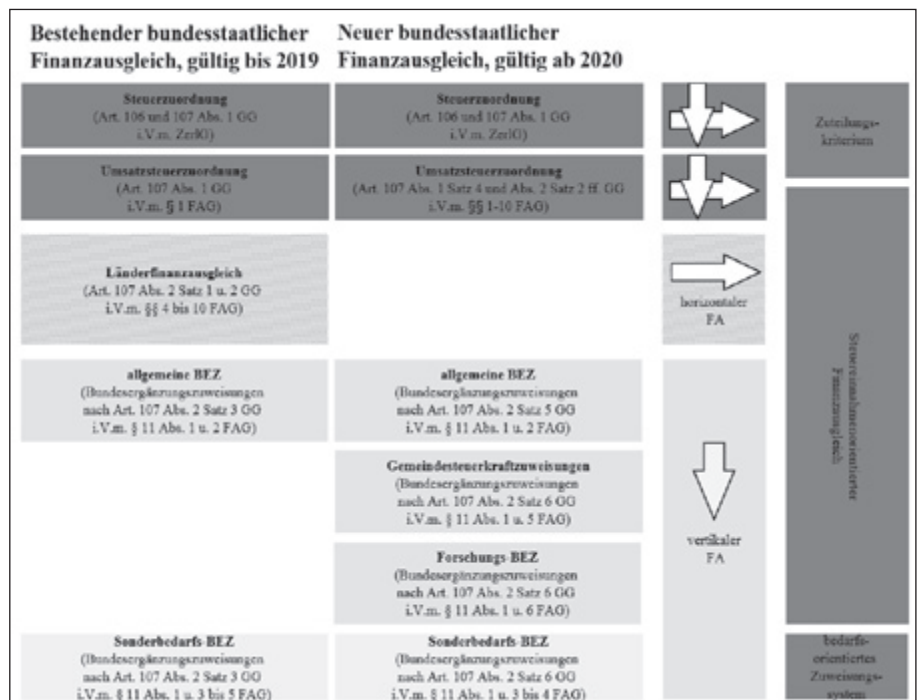 Bestehender bundesstaatlicher
Finanzausgleich, gültig bis 2019
Neuer bundesstaatlicher
Finanzausgleich, gültig ab 2020
Steuerzuordnung
(Art. 106 und 107 Abs. 1 GG
i.V.m. ZerlG)
Steuerzuordnung
(Art. 106 und 107 Abs. 1 GG
i.V.m. ZerlG)
Zuteilungs-
kriterium
Umsatzsteuerzuordnung
(Art. 107 Abs. 1 GG
i.V.m. § 1 FAG)
Umsatzsteuerzuordnung
(Art. 107 Abs. 1 Satz 4 und Abs. 2 Satz 2 ff. GG
i.V.m. §§ 1-10 FAG)
Länderfinanzausgleich
(Art. 107 Abs. 2 Satz 1 u. 2 GG
i.V.m. §§ 4 bis 10 FAG)
horizontaler
FA
Steuereinnahmenorientierter
Finanzausgleich
allgemeine BEZ
(Bundesergänzungszuweisungen
nach Art. 107 Abs. 2 Satz 3 GG
i.V.m. § 11 Abs. 1 u. 2 FAG)
allgemeine BEZ
(Bundesergänzungszuweisungen
nach Art. 107 Abs. 2 Satz 5 GG
i.V.m. § 11 Abs. 1 u. 2 FAG)
Gemeindesteuerkraftzuweisungen
(Bundesergänzungszuweisungen
nach Art. 107 Abs. 2 Satz 6 GG
i.V.m. § 11 Abs. 1 u. 5 FAG)
vertikaler
FA
Forschungs-BEZ
(Bundesergänzungszuweisungen
nach Art. 107 Abs. 2 Satz 6 GG
i.V.m. § 11 Abs. 1 u. 6 FAG)
Sonderbedarfs-BEZ
(Bundesergänzungszuweisungen
nach Art. 107 Abs. 2 Satz 3 GG
i.V.m. § 11 Abs. 1 u. 3 bis 5 FAG)
Sonderbedarfs-BEZ
(Bundesergänzungszuweisungen
nach Art. 107 Abs. 2 Satz 6 GG
i.V.m. § 11 Abs. 1 u. 3 bis 4 FAG)
bedarfs-
orientiertes
Zuweisungs-
system